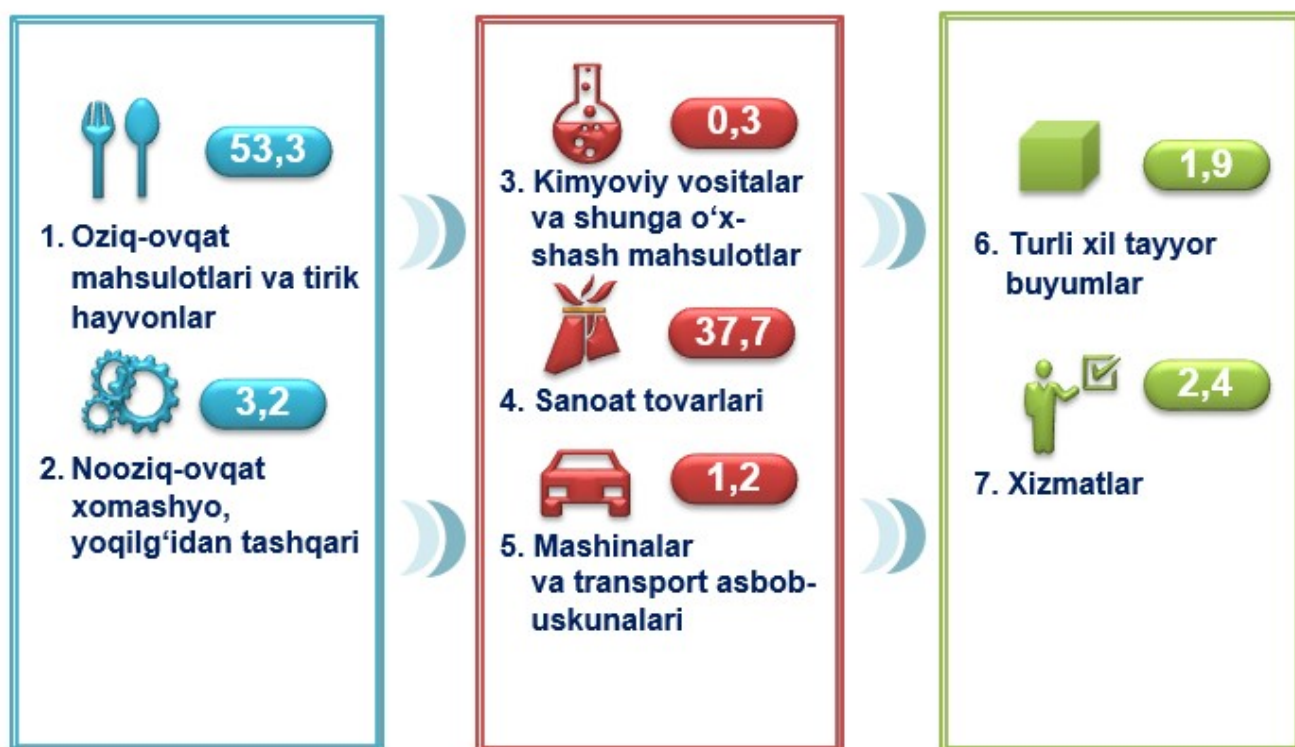 53,3
1. Oziq-ovqat
mahsulotlari va tirik
hayvonlar
3,2
2. Nooziq-ovqat
xomashyo,
yoqilg‘idan tashqari
0,3
3. Kimyoviy vositalar
va shunga o‘x-
shash mahsulotlar
37,7
4. Sanoat tovarlari
1,2
5. Mashinalar
va transport asbob-
uskunalari
1,9
6. Turli xil tayyor
buyumlar
2,4
7. Xizmatlar